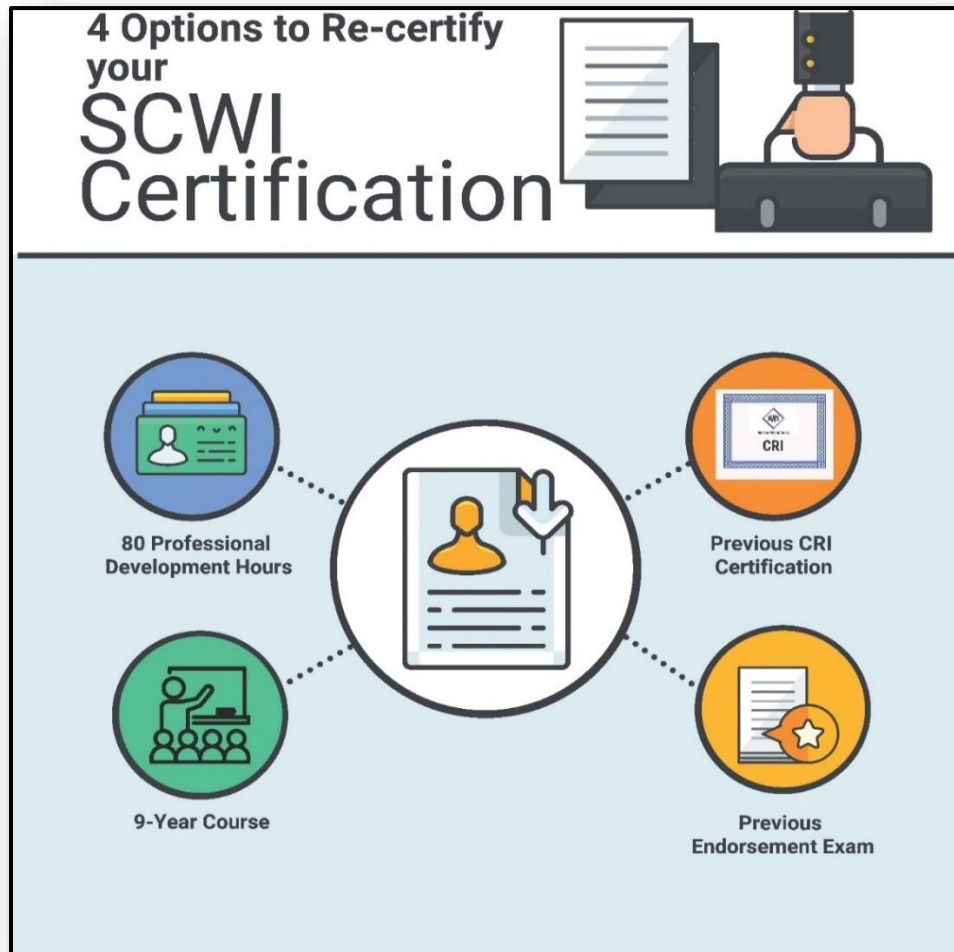 4 Options to Re-certify
your
SCWI
Certification
80 Professional
Development Hours
Previous CRI
Certification
CRI
9-Year Course
Previous
Endorsement Exam